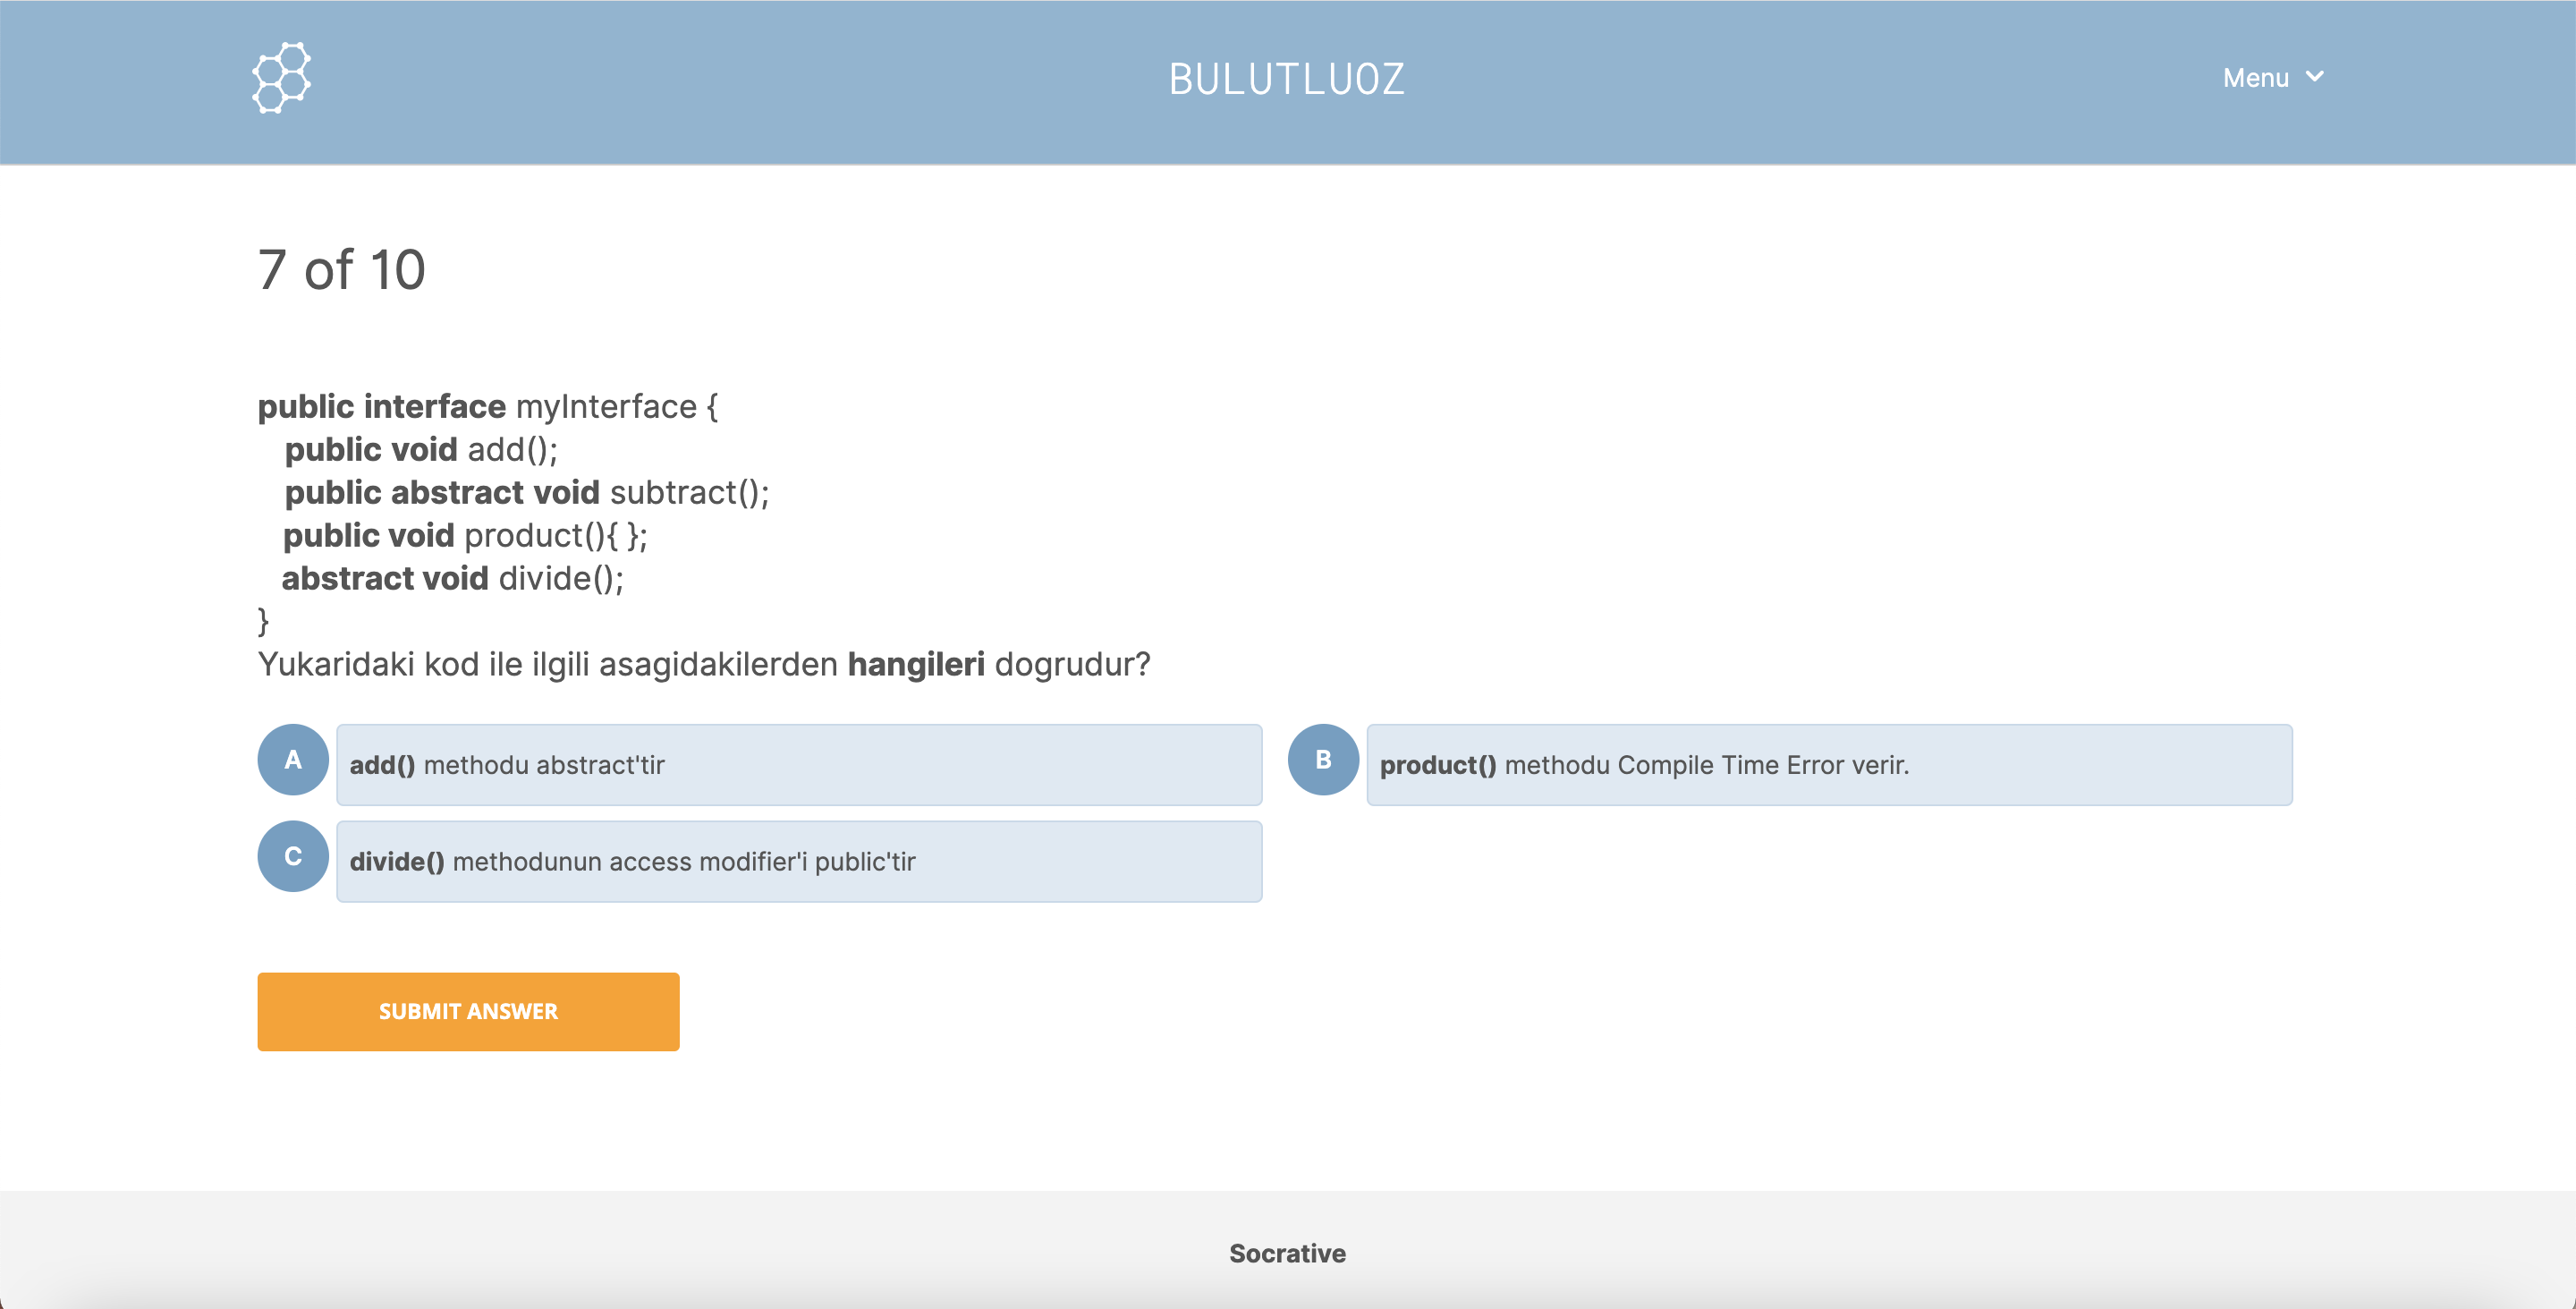 BULUTLUOZ
Menu
7 of 10
public interface myInterface {
public void add();
public abstract void subtract();
public void product(){ };
abstract void divide();
}
Yukaridaki kod ile ilgili asagidakilerden hangileri dogrudur?
A
add() methodu abstract'tir
B
product() methodu Compile Time Error verir.
C
divide() methodunun access modifier'i public'tir
SUBMIT ANSWER
Socrative